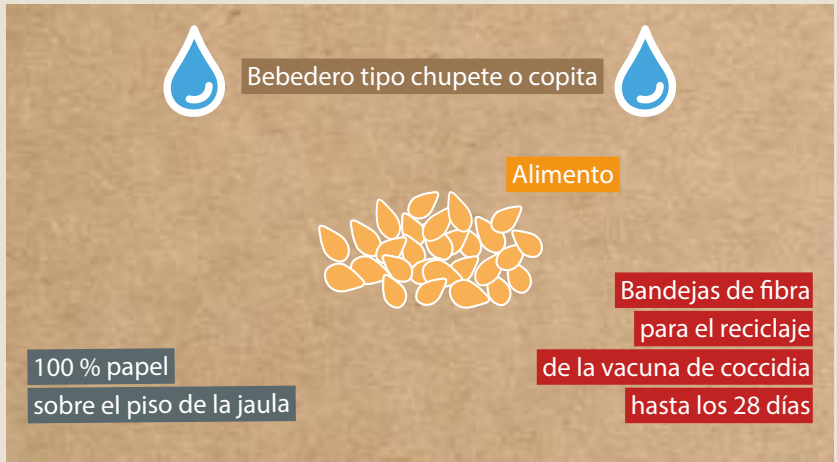 Bebedero tipo chupete o copita
Alimento
100 % papel
sobre el piso de la jaula
Bandejas de fibra
para el reciclaje
de la vacuna de coccidia
hasta los 28 días